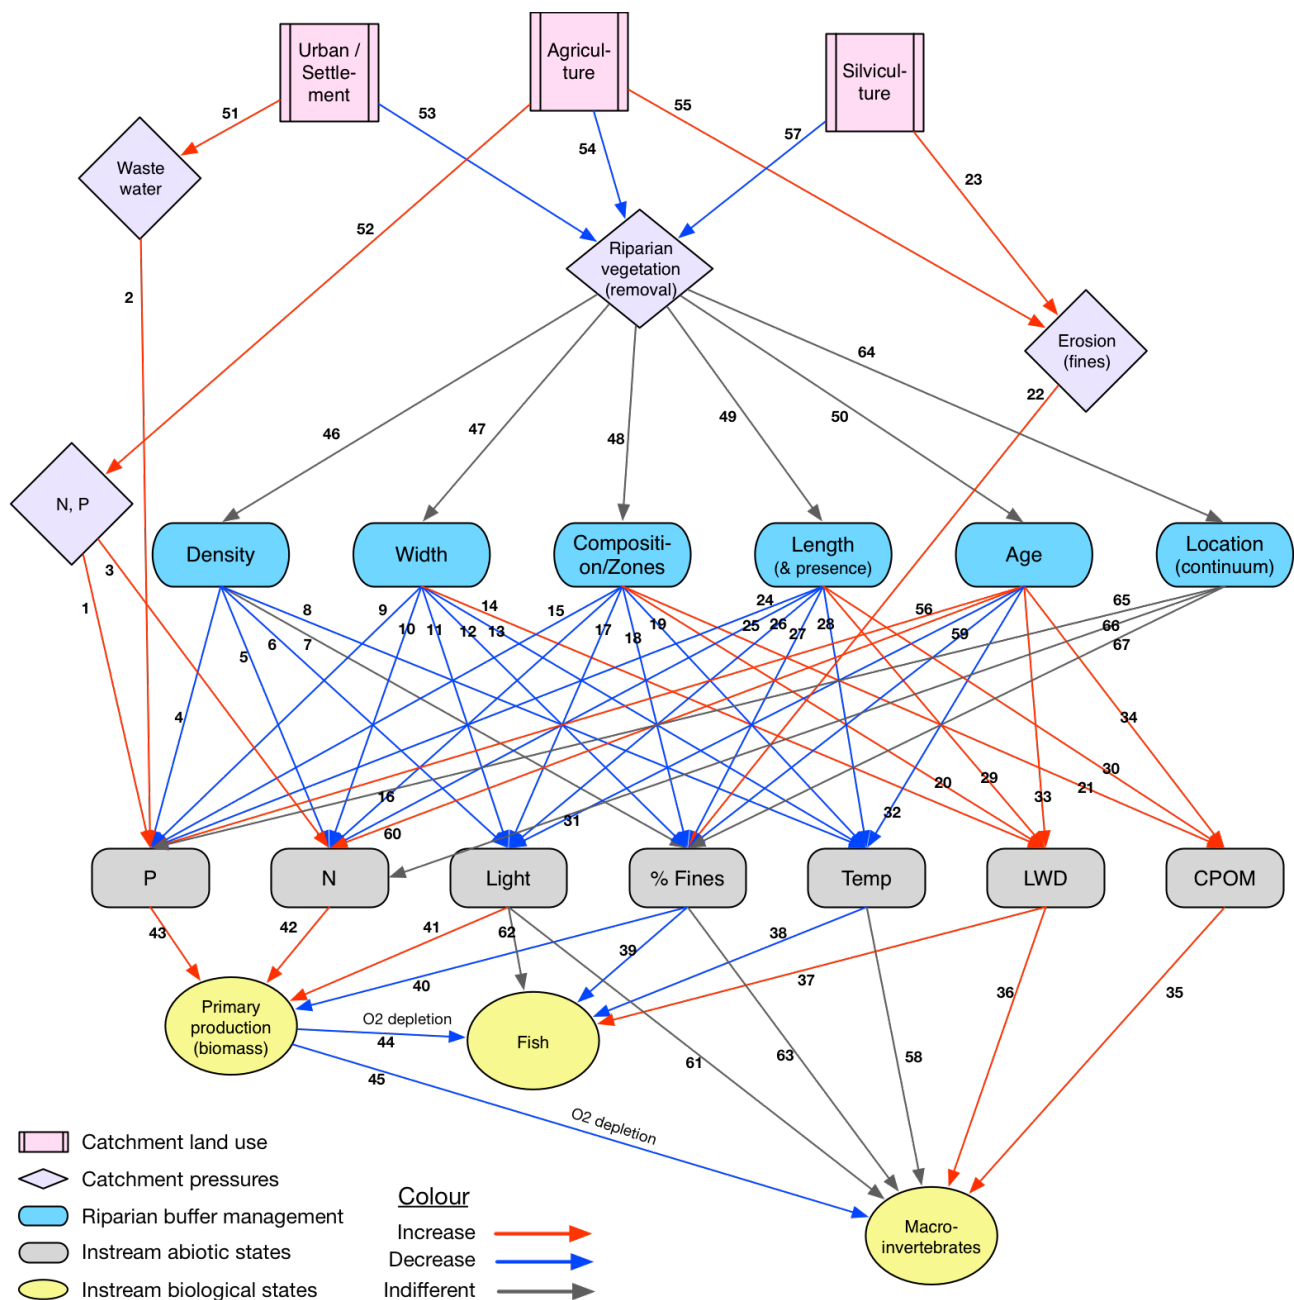 Urban /
Settle-
ment
Agricul-
ture
Silvicul-
ture
51
53
54
55
57
23
Waste
water
52
2
Riparian
vegetation
(removal)
Erosion
(fines)
64
22
46
47
48
49
50
N, P
3
1
Density
Width
Compositi-
on/Zones
Length
(& presence)
Age
Location
(continuum)
8
9
14
15
24
56
65
5
6
7
10
11
12
13
17
18
19
25
26
27
28
59
66
67
4
34
16
60
31
32
20
29
33
30
21
P
N
Light
% Fines
Temp
LWD
CPOM
43
42
41
62
39
38
40
37
36
35
Primary
production
(biomass)
O2 depletion
44
45
Fish
61
63
58
O2 depletion
Macro-
invertebrates
Catchment land use
Catchment pressures
Riparian buffer management
Instream abiotic states
Instream biological states
Colour
Increase
Decrease
Indifferent